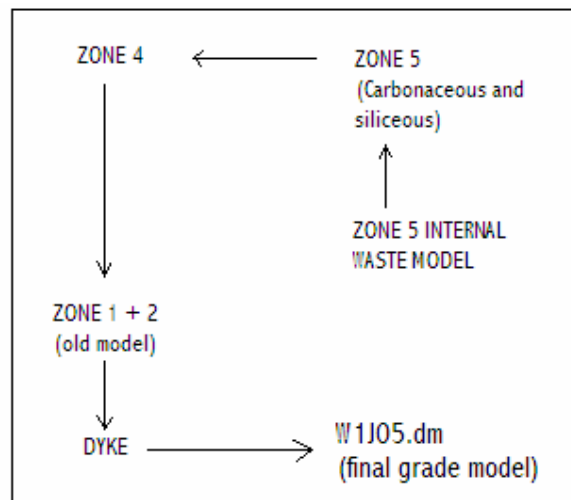 ZONE 4
ZONE 5
(Carbonaceous and
siliceous)
ZONE 5 INTERNAL
WASTE MODEL
ZONE 1 + 2
(old model)
DYKE
W1JO5.dm
(final grade model)